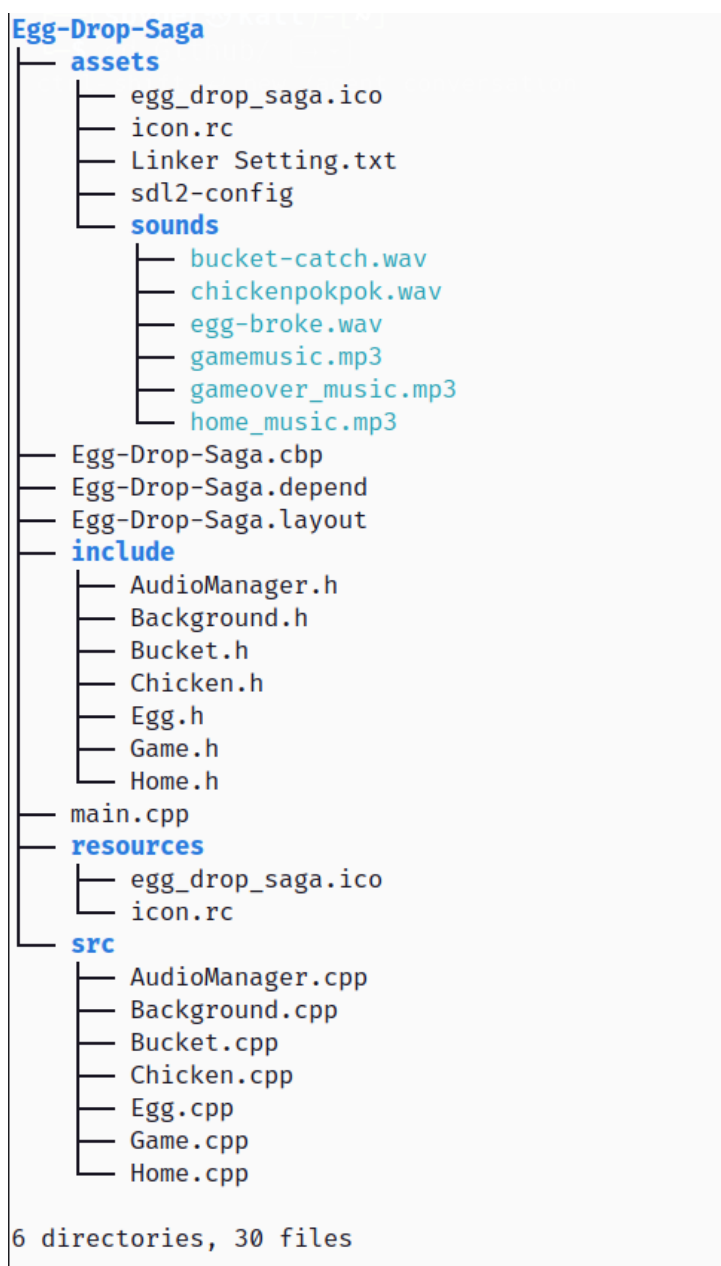 Egg-Drop-Saga
├── assets
│   ├── egg_drop_saga.ico
│   ├── icon.rc
│   ├── Linker Setting.txt
│   ├── sdl2-config
│   └── sounds
│       ├── bucket-catch.wav
│       ├── chickenpokpok.wav
│       ├── egg-broke.wav
│       ├── gamemusic.mp3
│       ├── gameover_music.mp3
│       └── home_music.mp3
├── Egg-Drop-Saga.cbp
├── Egg-Drop-Saga.depend
├── Egg-Drop-Saga.layout
├── include
│   ├── AudioManager.h
│   ├── Background.h
│   ├── Bucket.h
│   ├── Chicken.h
│   ├── Egg.h
│   ├── Game.h
│   └── Home.h
├── main.cpp
├── resources
│   ├── egg_drop_saga.ico
│   └── icon.rc
└── src
    ├── AudioManager.cpp
    ├── Background.cpp
    ├── Bucket.cpp
    ├── Chicken.cpp
    ├── Egg.cpp
    ├── Game.cpp
    └── Home.cpp

6 directories, 30 files